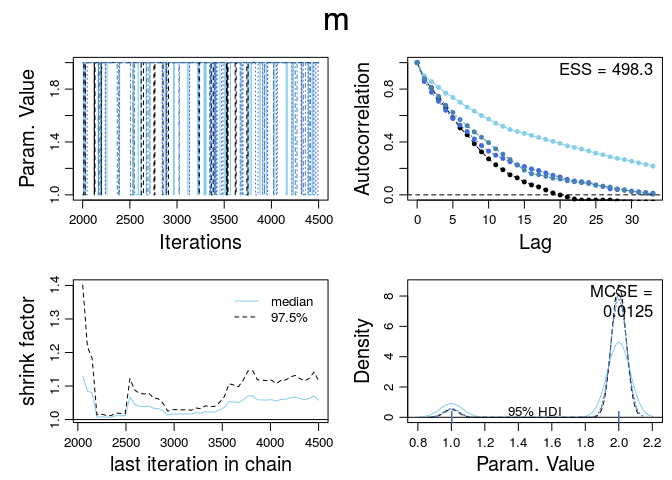 m
Param. Value
1.0 1.4 1.8
2000 2500 3000 3500 4000 4500
Iterations
Autocorrelation
0.0 0.4 0.8
ESS = 498.3
0 5 10 15 20 25 30
Lag
shrink factor
1.0 1.1 1.2 1.3 1.4
median
97.5%
2000 2500 3000 3500 4000 4500
last iteration in chain
Density
0 2 4 6 8
MCSE =
0.0125
95% HDI
0.8 1.0 1.2 1.4 1.6 1.8 2.0 2.2
Param. Value